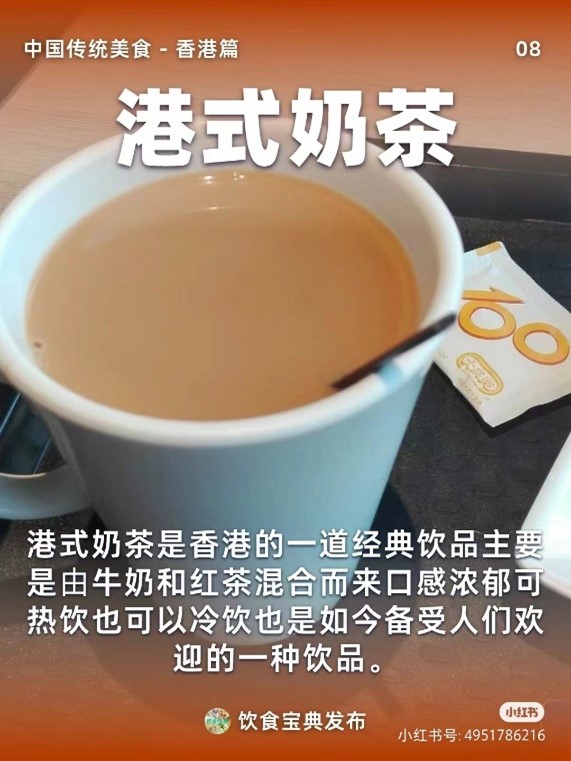 中国传统美食 - 香港篇
08
港式奶茶
160
大家乐
港式奶茶是香港的一道经典饮品主要
是由牛奶和红茶混合而来口感浓郁可
热饮也可以冷饮也是如今备受人们欢
迎的一种饮品。
饮食宝典发布
小红书
小红书号: 4951786216